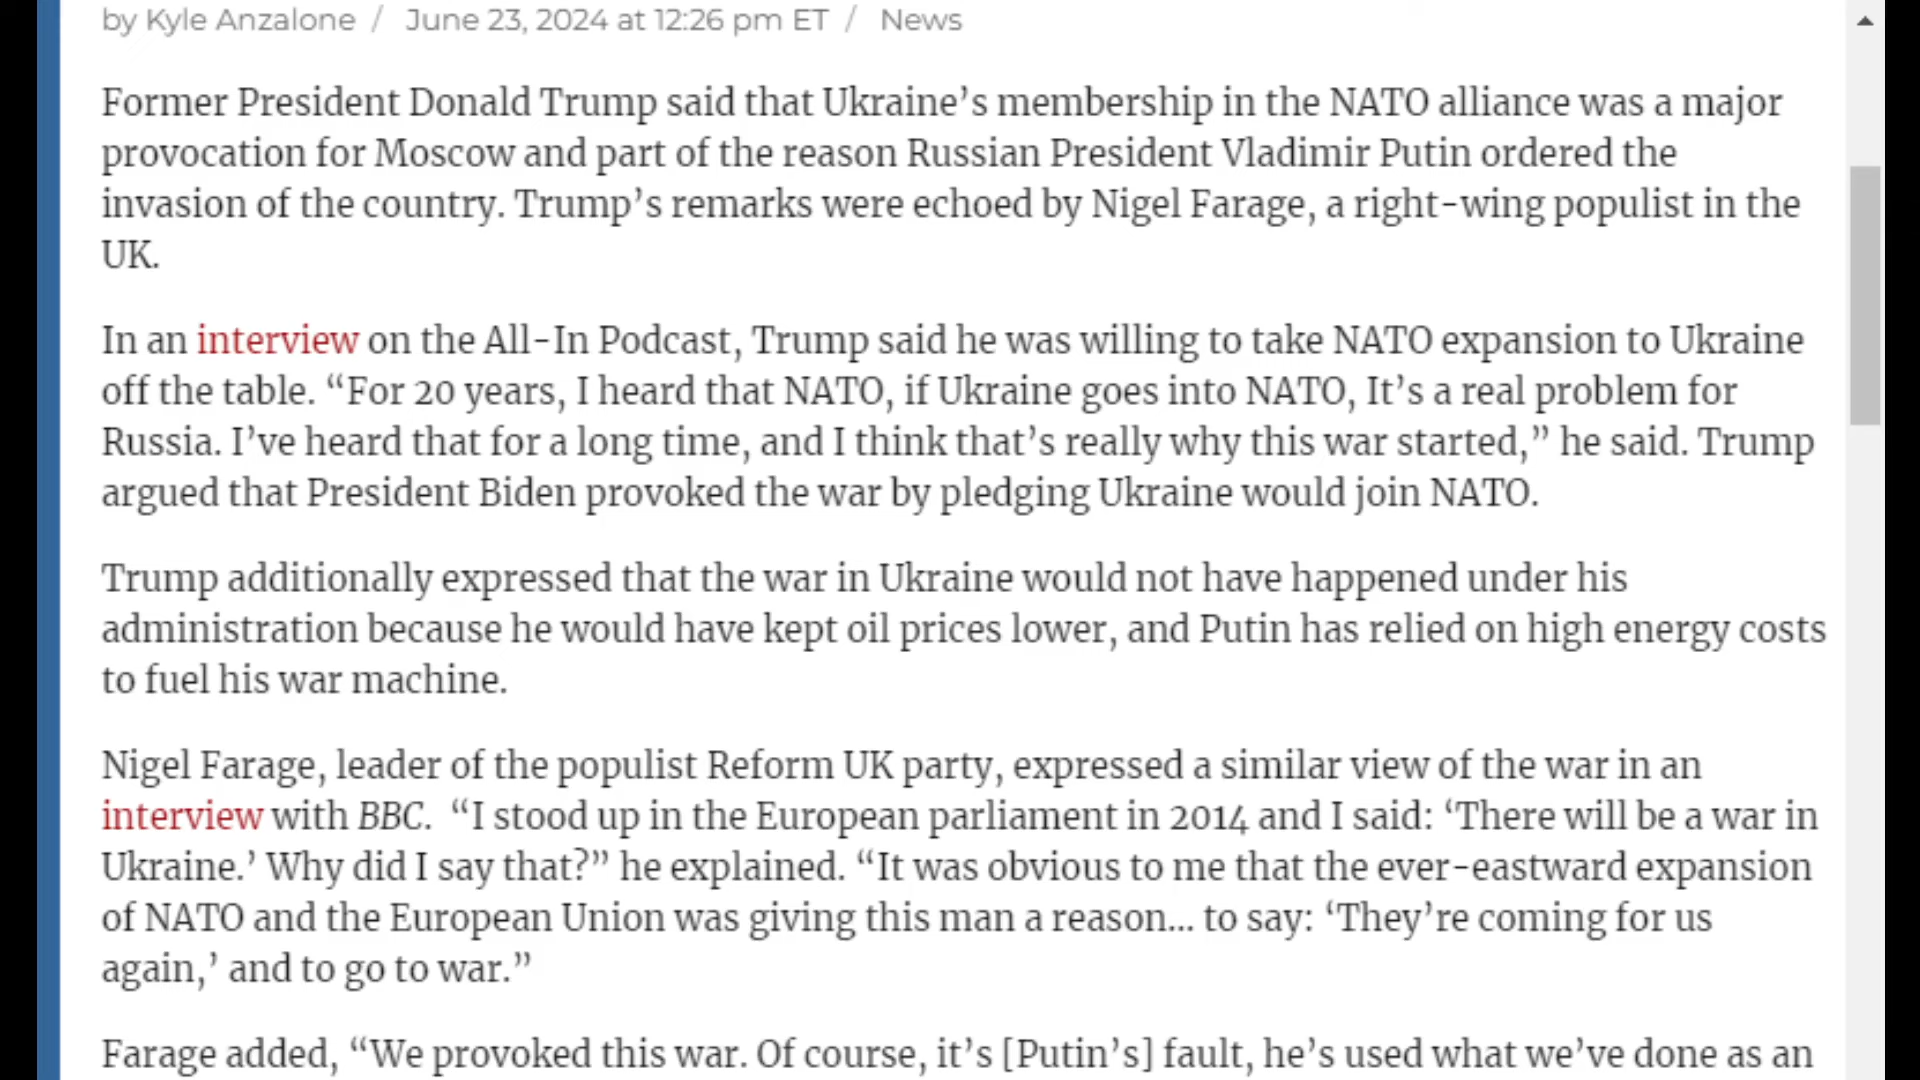 by Kyle Anzalone / June 23, 2024 at 12:26 pm ET / News
Former President Donald Trump said that Ukraine’s membership in the NATO alliance was a major
provocation for Moscow and part of the reason Russian President Vladimir Putin ordered the
invasion of the country. Trump’s remarks were echoed by Nigel Farage, a right-wing populist in the
UK.
In an interview on the All-In Podcast, Trump said he was willing to take NATO expansion to Ukraine
off the table. “For 20 years, I heard that NATO, if Ukraine goes into NATO, It’s a real problem for
Russia. I’ve heard that for a long time, and I think that’s really why this war started,” he said. Trump
argued that President Biden provoked the war by pledging Ukraine would join NATO.
Trump additionally expressed that the war in Ukraine would not have happened under his
administration because he would have kept oil prices lower, and Putin has relied on high energy costs
to fuel his war machine.
Nigel Farage, leader of the populist Reform UK party, expressed a similar view of the war in an
interview with BBC.  “I stood up in the European parliament in 2014 and I said: ‘There will be a war in
Ukraine.’ Why did I say that?” he explained. “It was obvious to me that the ever-eastward expansion
of NATO and the European Union was giving this man a reason… to say: ‘They’re coming for us
again,’ and to go to war.”
Farage added, “We provoked this war. Of course, it’s [Putin’s] fault, he’s used what we’ve done as an